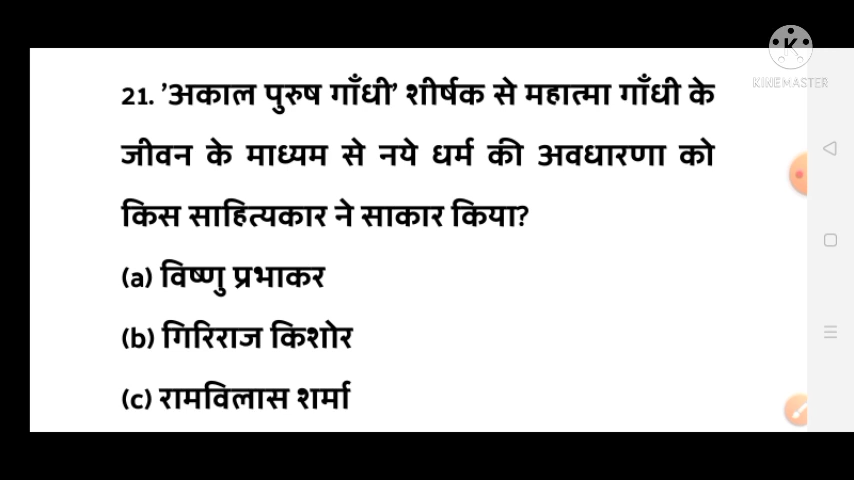 KINEMASTER
21. ’अकाल पुरुष गाँधी’ शीर्षक से महात्मा गाँधी के
जीवन के माध्यम से नये धर्म की अवधारणा को
किस साहित्यकार ने साकार किया?
(a) विष्णु प्रभाकर
(b) गिरिराज किशोर
(c) रामविलास शर्मा